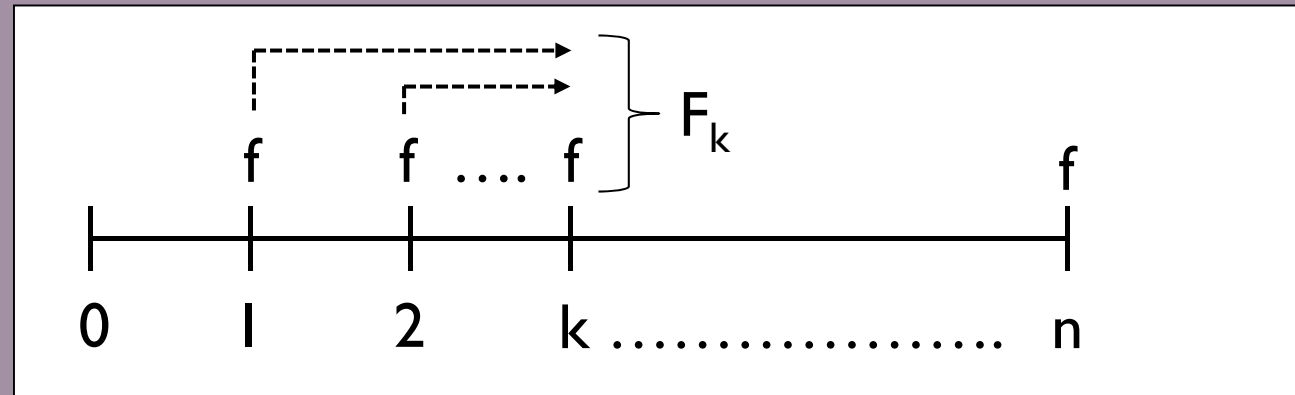 F_k
f f .... f f
0 1 2 k ................... n